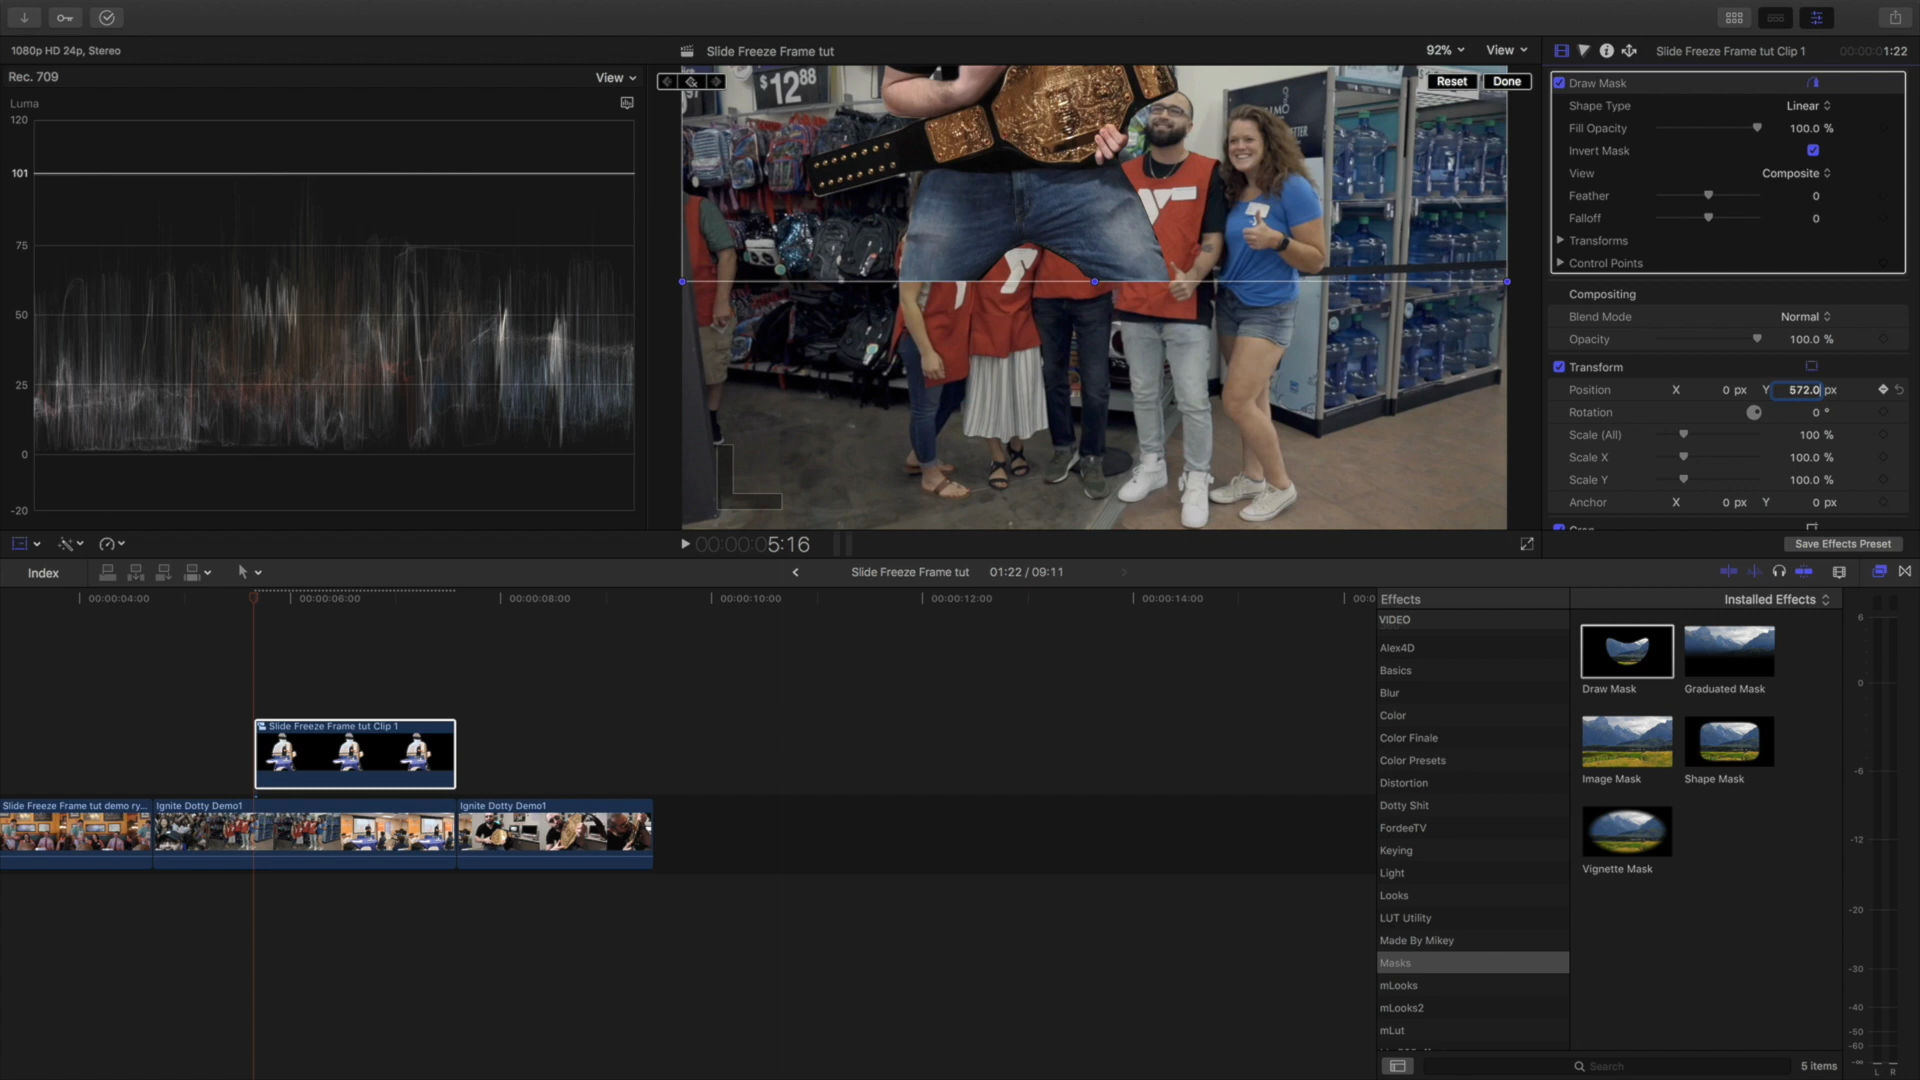 1080p HD 24p, Stereo
Slide Freeze Frame tut
92%
View
Slide Freeze Frame tut Clip 1
00:00:01:22
Rec. 709
View
Luma
120
101
75
50
25
0
-20
$12.88
Reset
Done
Draw Mask
Shape Type
Linear
Fill Opacity
100.0 %
Invert Mask
View
Composite
Feather
0
Falloff
0
Transforms
Control Points
Compositing
Blend Mode
Normal
Opacity
100.0 %
Transform
Position
X
0 px
Y
572.0 px
Rotation
0 °
Scale (All)
100 %
Scale X
100.0 %
Scale Y
100.0 %
Anchor
X
0 px
Y
0 px
Save Effects Preset
00:00:05:16
Index
Slide Freeze Frame tut
01:22 / 09:11
00:00:04:00
00:00:06:00
00:00:08:00
00:00:10:00
00:00:12:00
00:00:14:00
Slide Freeze Frame tut Clip 1
Slide Freeze Frame tut demo ry...
Ignite Dotty Demo1
Ignite Dotty Demo1
Effects
Installed Effects
VIDEO
Alex4D
Basics
Blur
Color
Color Finale
Color Presets
Distortion
Dotty Shit
FordeeTV
Keying
Light
Looks
LUT Utility
Made By Mikey
Masks
mLooks
mLooks2
mLut
Draw Mask
Graduated Mask
Image Mask
Shape Mask
Vignette Mask
Search
5 items
6
0
-6
-12
-20
-30
-40
-50
-60
-∞
L
R